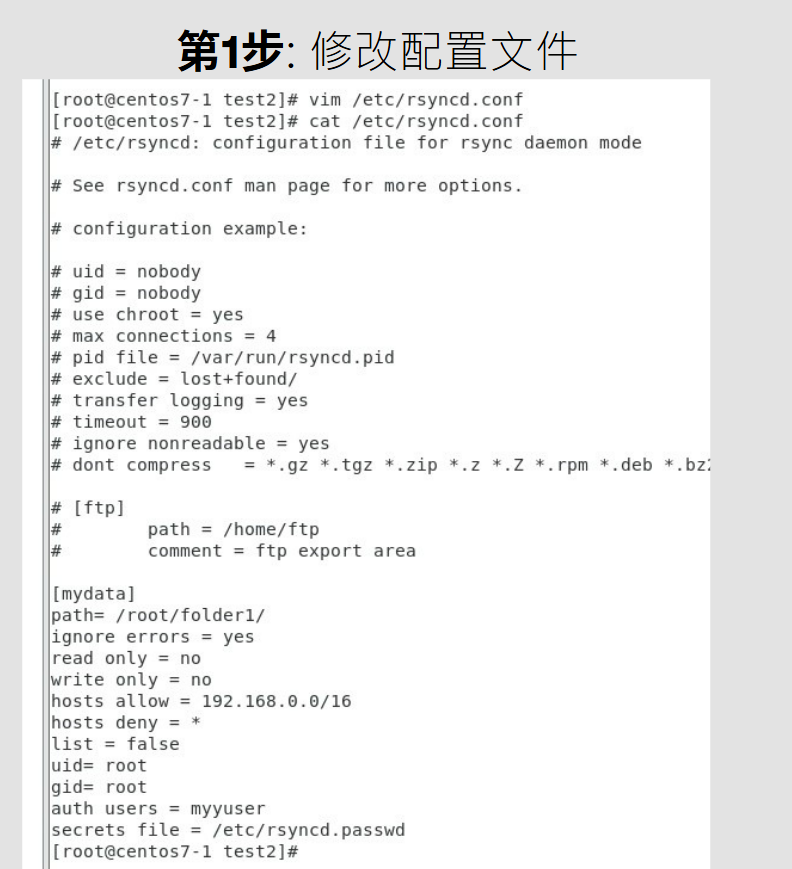 第1步: 修改配置文件
[root@centos7-1 test2]# vim /etc/rsyncd.conf
[root@centos7-1 test2]# cat /etc/rsyncd.conf
# /etc/rsyncd: configuration file for rsync daemon mode
# See rsyncd.conf man page for more options.
# configuration example:
# uid = nobody
# gid = nobody
# use chroot = yes
# max connections = 4
# pid file = /var/run/rsyncd.pid
# exclude = lost+found/
# transfer logging = yes
# timeout = 900
# ignore nonreadable = yes
# dont compress   = *.gz *.tgz *.zip *.z *.Z *.rpm *.deb *.bz2
# [ftp]
#        path = /home/ftp
#        comment = ftp export area
[mydata]
path= /root/folder1/
ignore errors = yes
read only = no
write only = no
hosts allow = 192.168.0.0/16
hosts deny = *
list = false
uid= root
gid= root
auth users = myyuser
secrets file = /etc/rsyncd.passwd
[root@centos7-1 test2]#